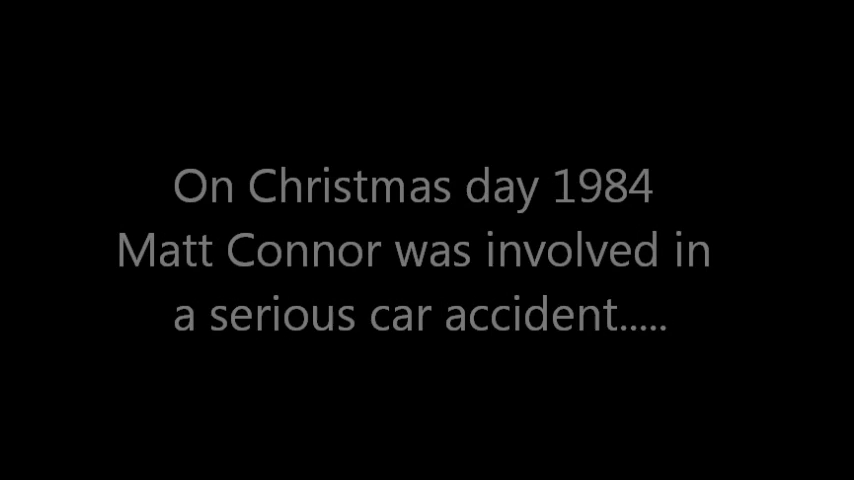 On Christmas day 1984
Matt Connor was involved in
a serious car accident.....